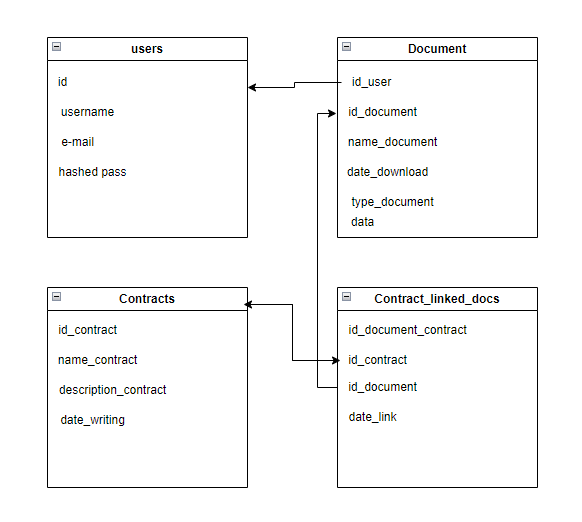 users
id
username
e-mail
hashed pass
Document
id_user
id_document
name_document
date_download
type_document
data
Contracts
id_contract
name_contract
description_contract
date_writing
Contract_linked_docs
id_document_contract
id_contract
id_document
date_link